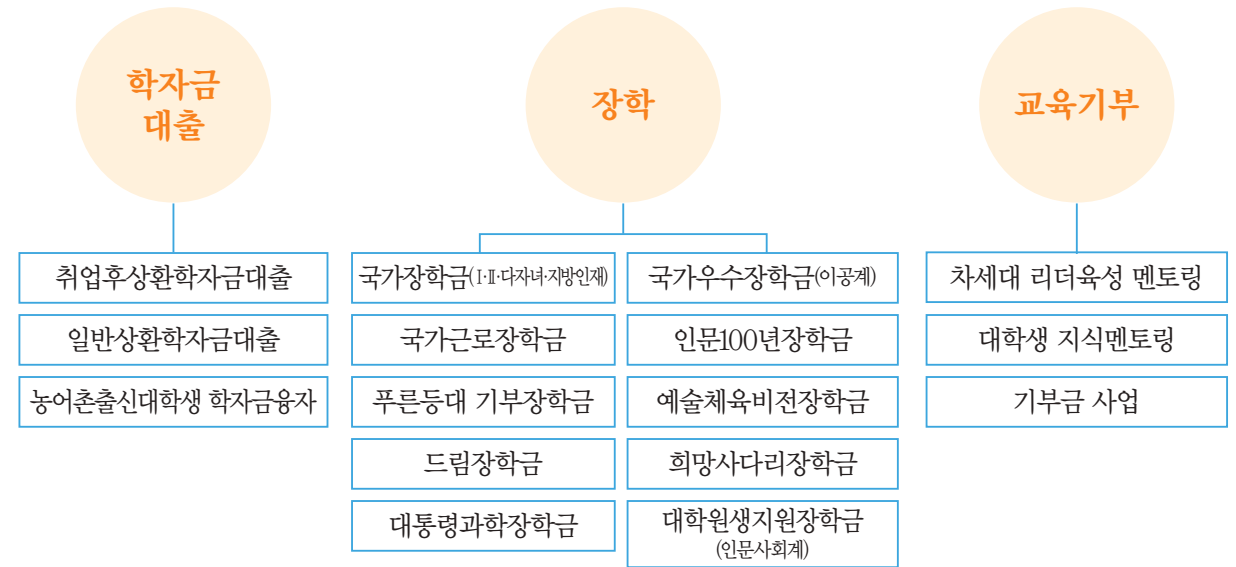 학자금
대출
장학
교육기부
취업후상환학자금대출
일반상환학자금대출
농어촌출신대학생 학자금융자
국가장학금(Ⅰ·Ⅱ·다자녀·지방인재)
국가근로장학금
푸른등대 기부장학금
드림장학금
대통령과학장학금
국가우수장학금(이공계)
인문100년장학금
예술체육비전장학금
희망사다리장학금
대학원생지원장학금
(인문사회계)
차세대 리더육성 멘토링
대학생 지식멘토링
기부금 사업